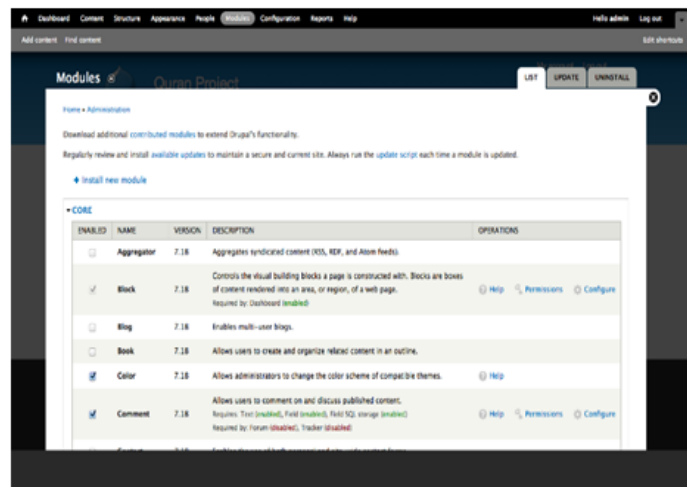 Dashboard Content Structure Appearance People Modules Configuration Reports Help Hello admin Log out
Add content Find content Edit shortcuts
Modules Quran Project LIST UPDATE UNINSTALL
Home » Administration
Download additional contributed modules to extend Drupal's functionality.
Regularly review and install available updates to maintain a secure and current site. Always run the update script each time a module is updated.
+ Install new module
CORE
ENABLED NAME VERSION DESCRIPTION OPERATIONS
Aggregator 7.18 Aggregates syndicated content (RSS, RDF, and Atom feeds).
Controls the visual building blocks a page is constructed with. Blocks are boxes
Block 7.18 of content rendered into an area, or region, of a web page. Help Permissions Configure
Required by: Dashboard (enabled)
Blog 7.18 Enables multi-user blogs.
Book 7.18 Allows users to create and organize related content in an outline.
Color 7.18 Allows administrators to change the color scheme of compatible themes. Help
Allows users to comment on and discuss published content.
Comment 7.18 Requires: Text (enabled), Field (enabled), Field SQL storage (enabled) Help Permissions Configure
Required by: Forum (disabled), Tracker (disabled)